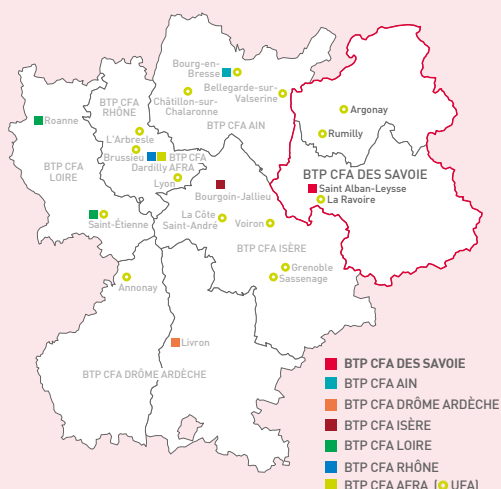 Bourg-en-
Bresse
Bellegarde-sur-
Valserine
Châtillon-sur-
Chalaronne
BTP CFA AIN
BTP CFA
RHÔNE
Roanne
L'Arbresle
Brussieu
BTP CFA
AFRA
Dardilly
Lyon
BTP CFA
LOIRE
Argonay
Rumilly
BTP CFA DES SAVOIE
Saint Alban-Leysse
La Ravoire
Bourgoin-Jallieu
La Côte
Saint-André
Voiron
Saint-Étienne
BTP CFA ISÈRE
Grenoble
Sassenage
Annonay
Livron
BTP CFA DRÔME ARDÈCHE
BTP CFA DES SAVOIE
BTP CFA AIN
BTP CFA DRÔME ARDÈCHE
BTP CFA ISÈRE
BTP CFA LOIRE
BTP CFA RHÔNE
BTP CFA AFRA ( UFA)